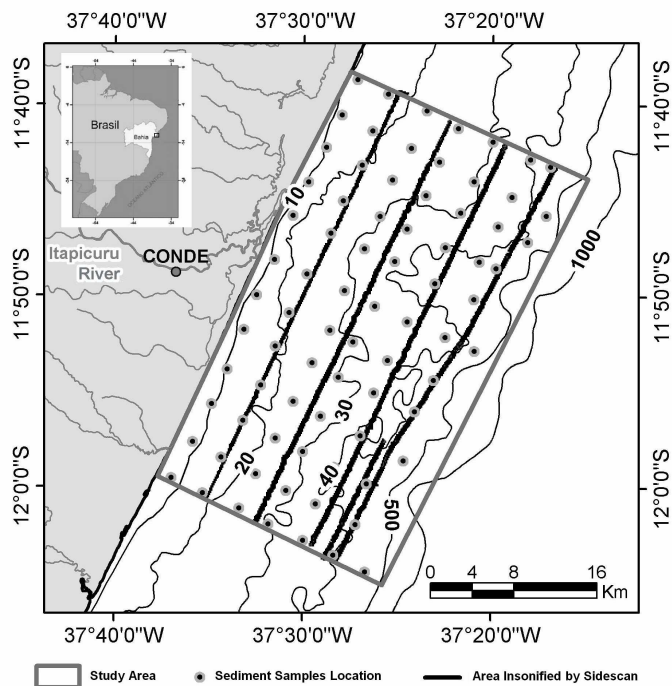 37°40'0"W 37°30'0"W 37°20'0"W
11°40'0"S 11°40'0"S
Brasil
Bahia
10
Itapicuru
River
CONDE
1000
11°50'0"S 11°50'0"S
30
20
40
500
12°0'0"S 12°0'0"S
0 4 8 16
Km
37°40'0"W 37°30'0"W 37°20'0"W
Study Area Sediment Samples Location Area Insonified by Sidescan